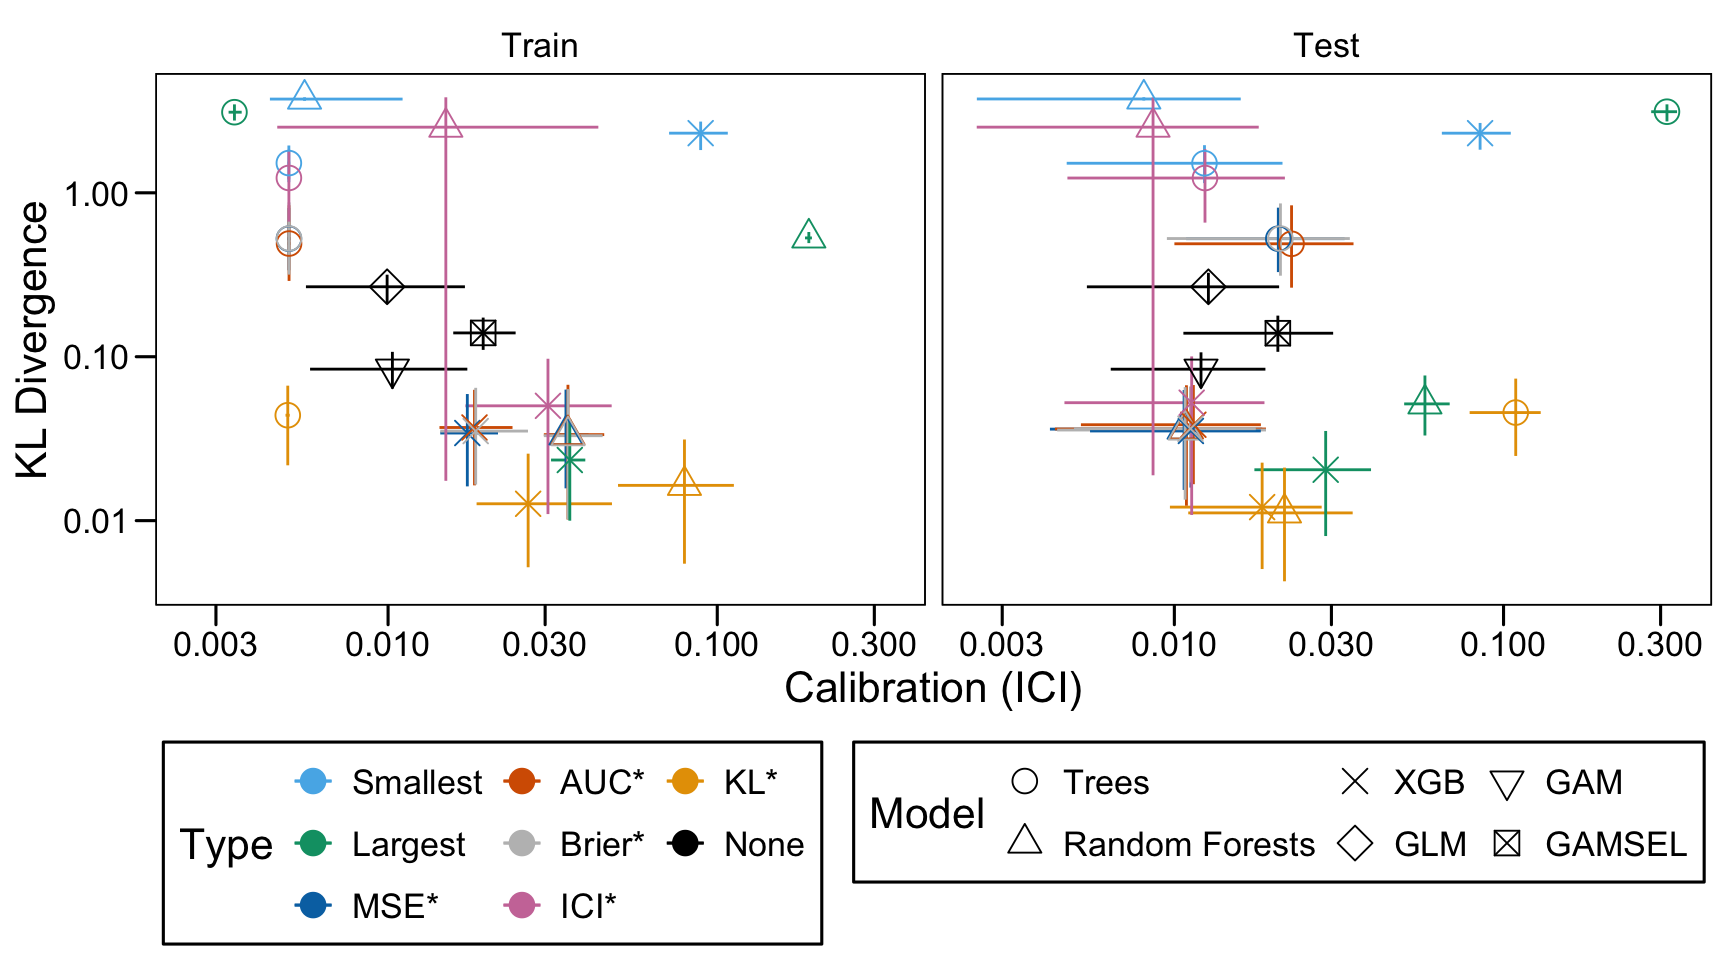 Train Test
KL Divergence
1.00
0.10
0.01
0.003 0.010 0.030 0.100 0.300 0.003 0.010 0.030 0.100 0.300
Calibration (ICI)
Type
Smallest AUC* KL*
Largest Brier* None
MSE* ICI*
Model
Trees XGB GAM
Random Forests GLM GAMSEL